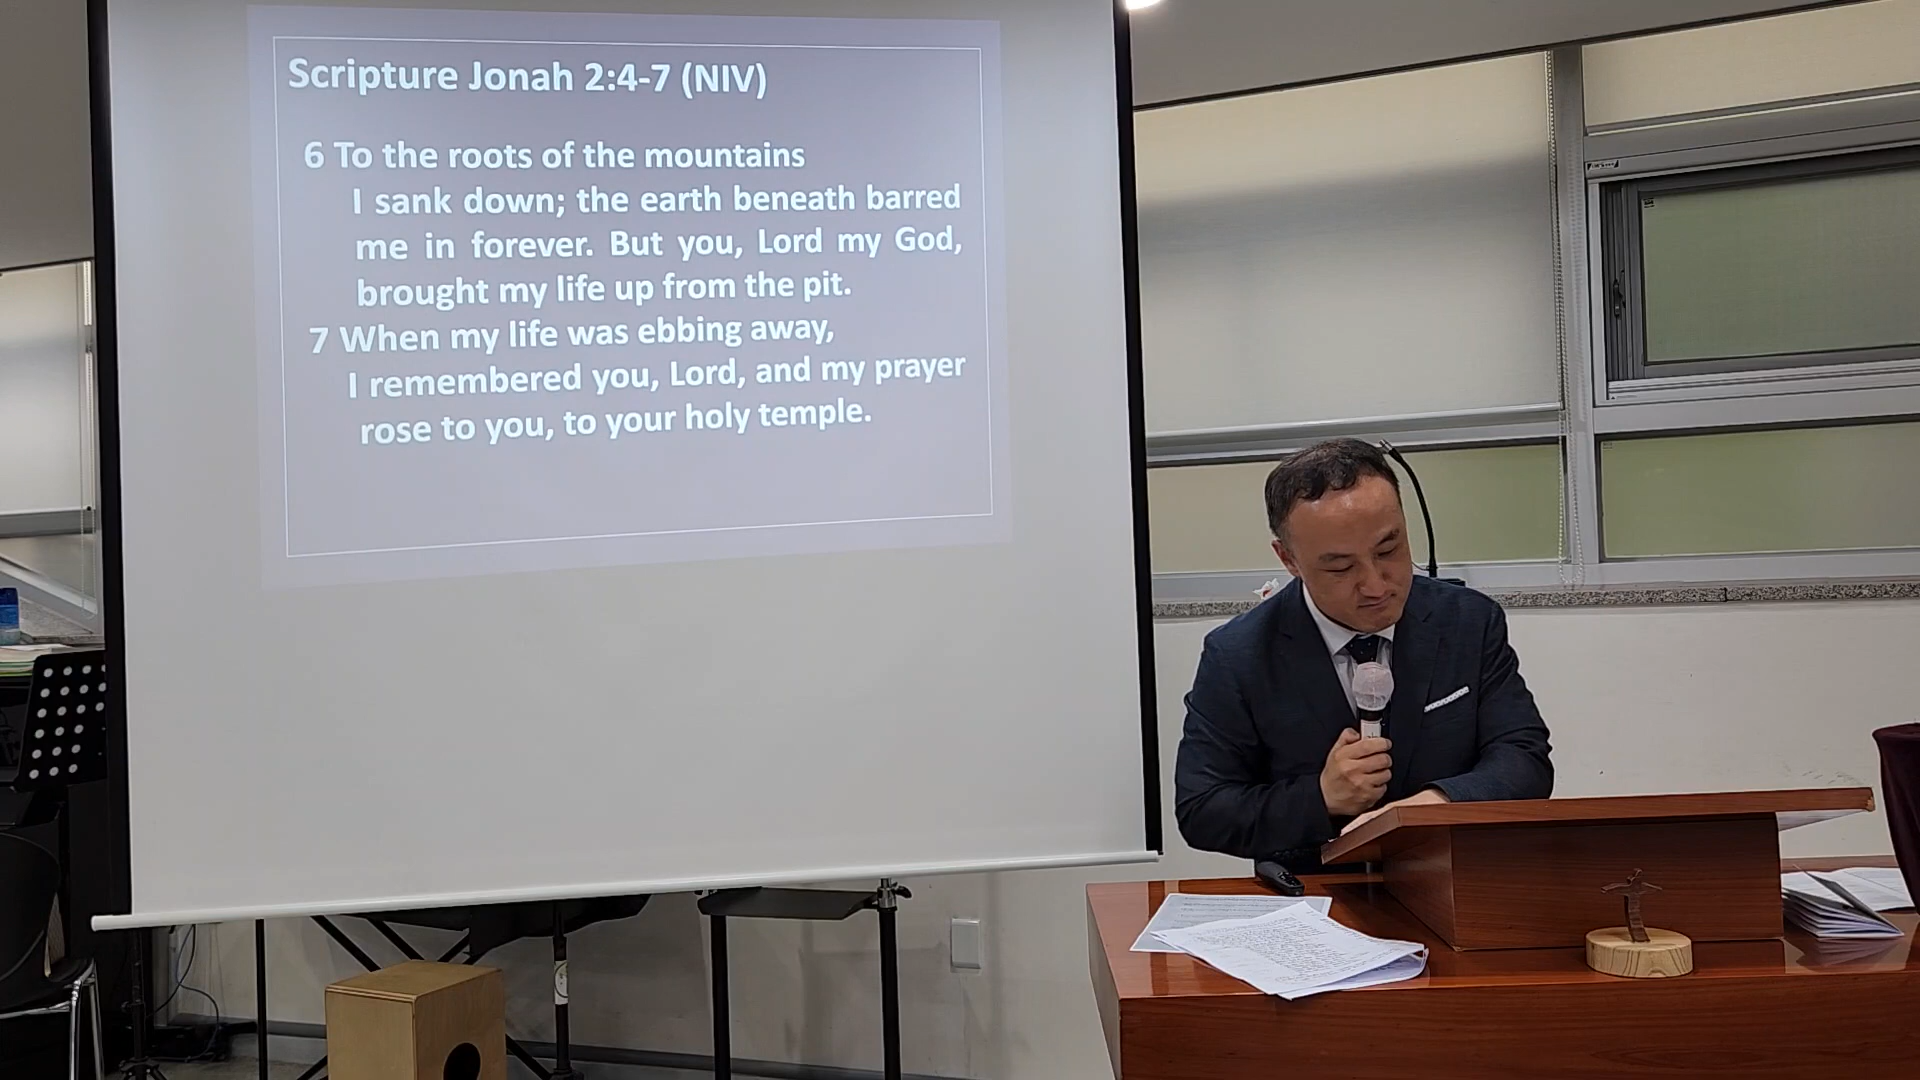 Scripture Jonah 2:4-7 (NIV)
6 To the roots of the mountains
I sank down; the earth beneath barred
me in forever. But you, Lord my God,
brought my life up from the pit.
7 When my life was ebbing away,
I remembered you, Lord, and my prayer
rose to you, to your holy temple.